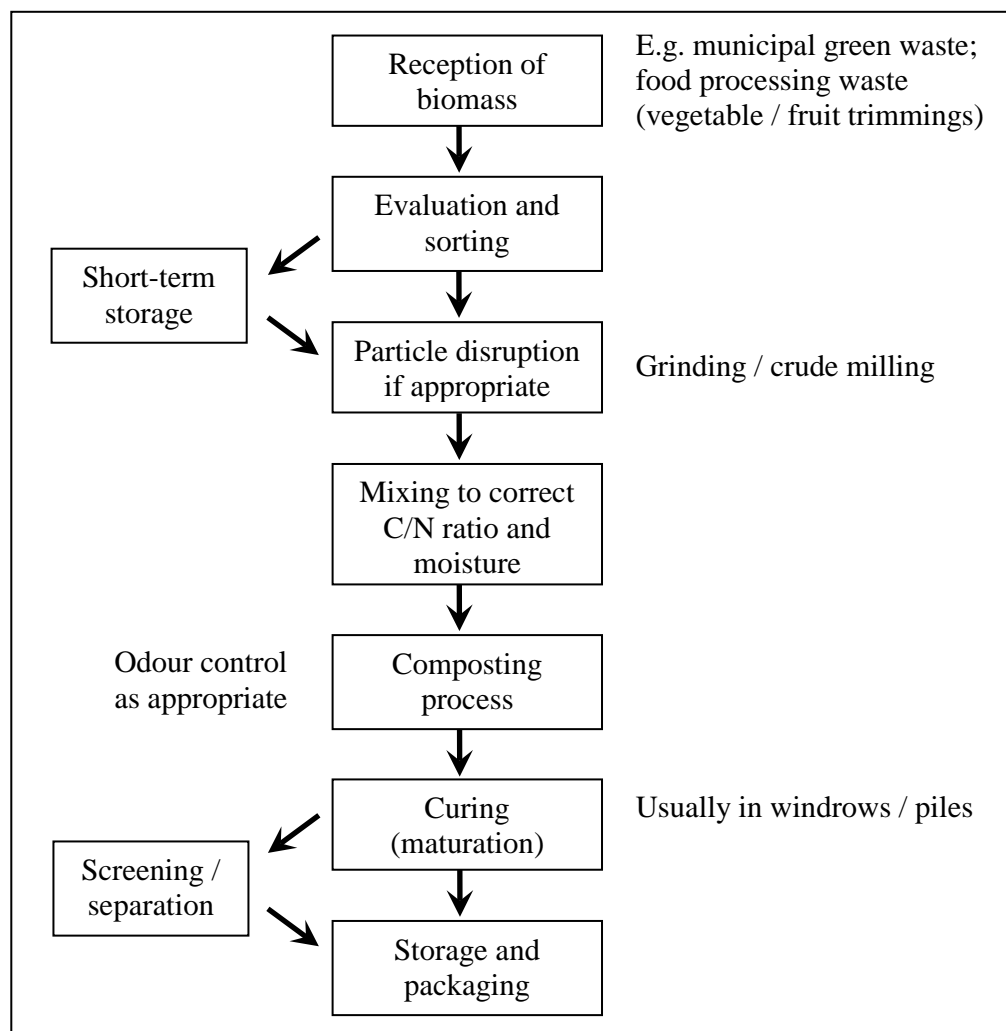 Reception of
biomass
E.g. municipal green waste;
food processing waste
(vegetable / fruit trimmings)
Evaluation and
sorting
Short-term
storage
Particle disruption
if appropriate
Grinding / crude milling
Mixing to correct
C/N ratio and
moisture
Odour control
as appropriate
Composting
process
Curing
(maturation)
Usually in windrows / piles
Screening /
separation
Storage and
packaging